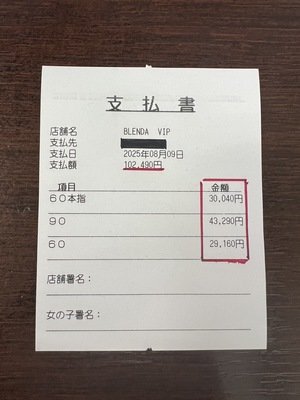 支払書
店舗名 BLENDA VIP
支払先
支払日 2025年08月09日
支払額 102,490円
項目 金額
60本指 30,040円
90 43,290円
60 29,160円
店舗署名：
女の子署名：